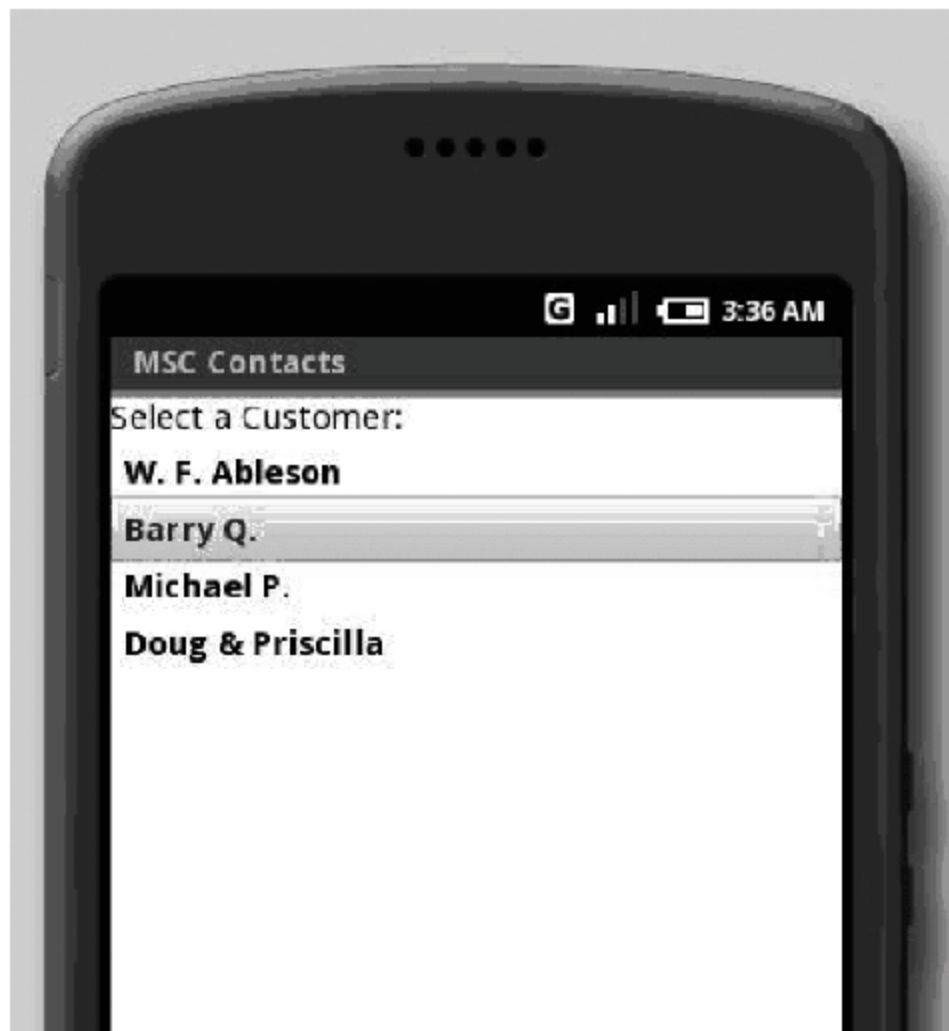 G 3:36 AM
MSC Contacts
Select a Customer:
W. F. Ableson
Barry Q.
Michael P.
Doug & Priscilla